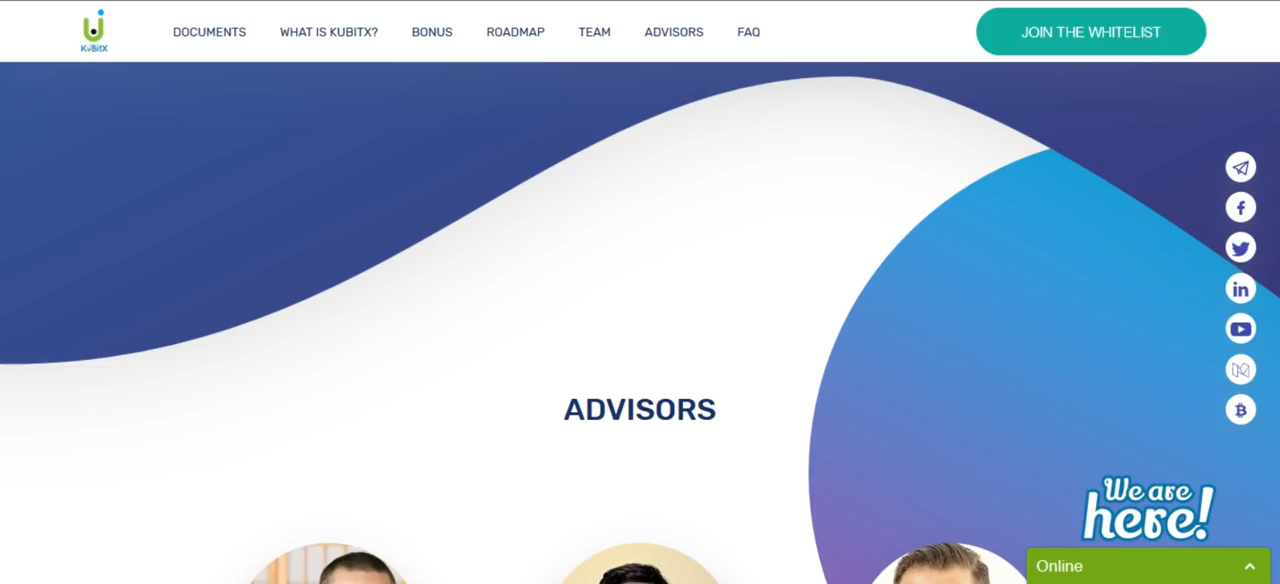 KuBitX
DOCUMENTS
WHAT IS KUBITX?
BONUS
ROADMAP
TEAM
ADVISORS
FAQ
JOIN THE WHITELIST
ADVISORS
We are
here!
Online